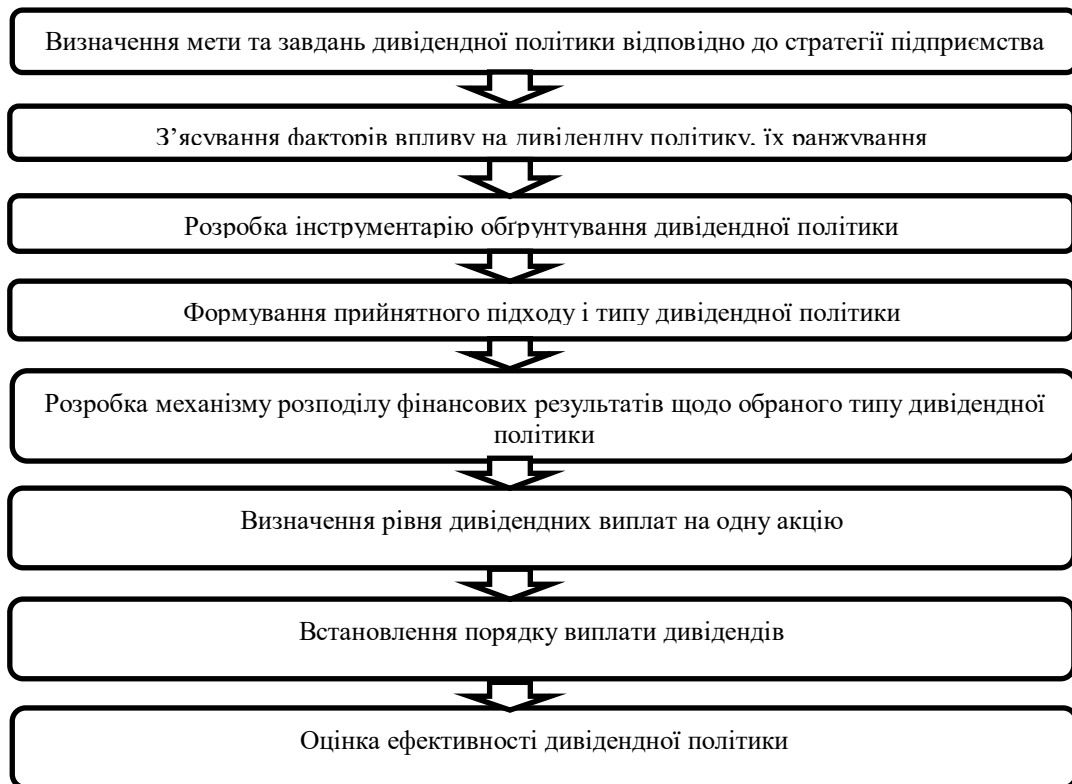 Визначення мети та завдань дивідендної політики відповідно до стратегії підприємства
З’ясування факторів впливу на дивідендну політику, їх ранжування
Розробка інструментарію обґрунтування дивідендної політики
Формування прийнятного підходу і типу дивідендної політики
Розробка механізму розподілу фінансових результатів щодо обраного типу дивідендної
політики
Визначення рівня дивідендних виплат на одну акцію
Встановлення порядку виплати дивідендів
Оцінка ефективності дивідендної політики